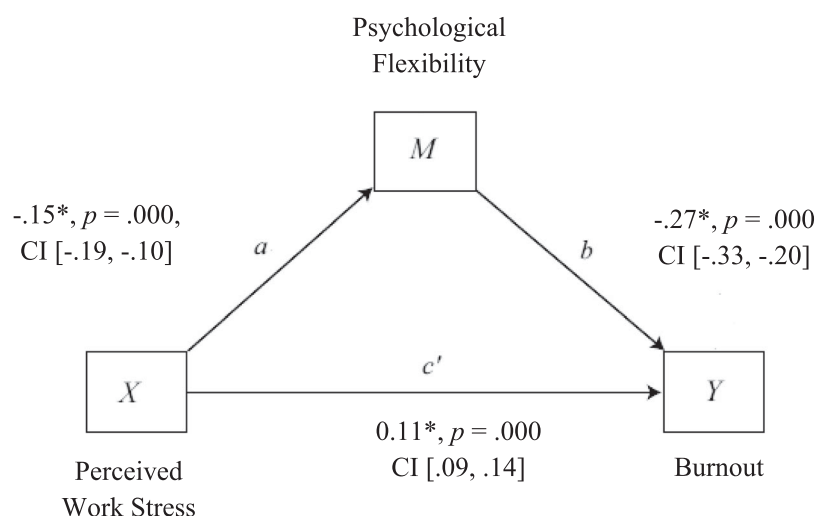 Psychological
Flexibility
M
-.15*, p = .000,
CI [-.19, -.10]
a
b
-.27*, p = .000
CI [-.33, -.20]
X
c'
Y
0.11*, p = .000
CI [.09, .14]
Perceived
Work Stress
Burnout